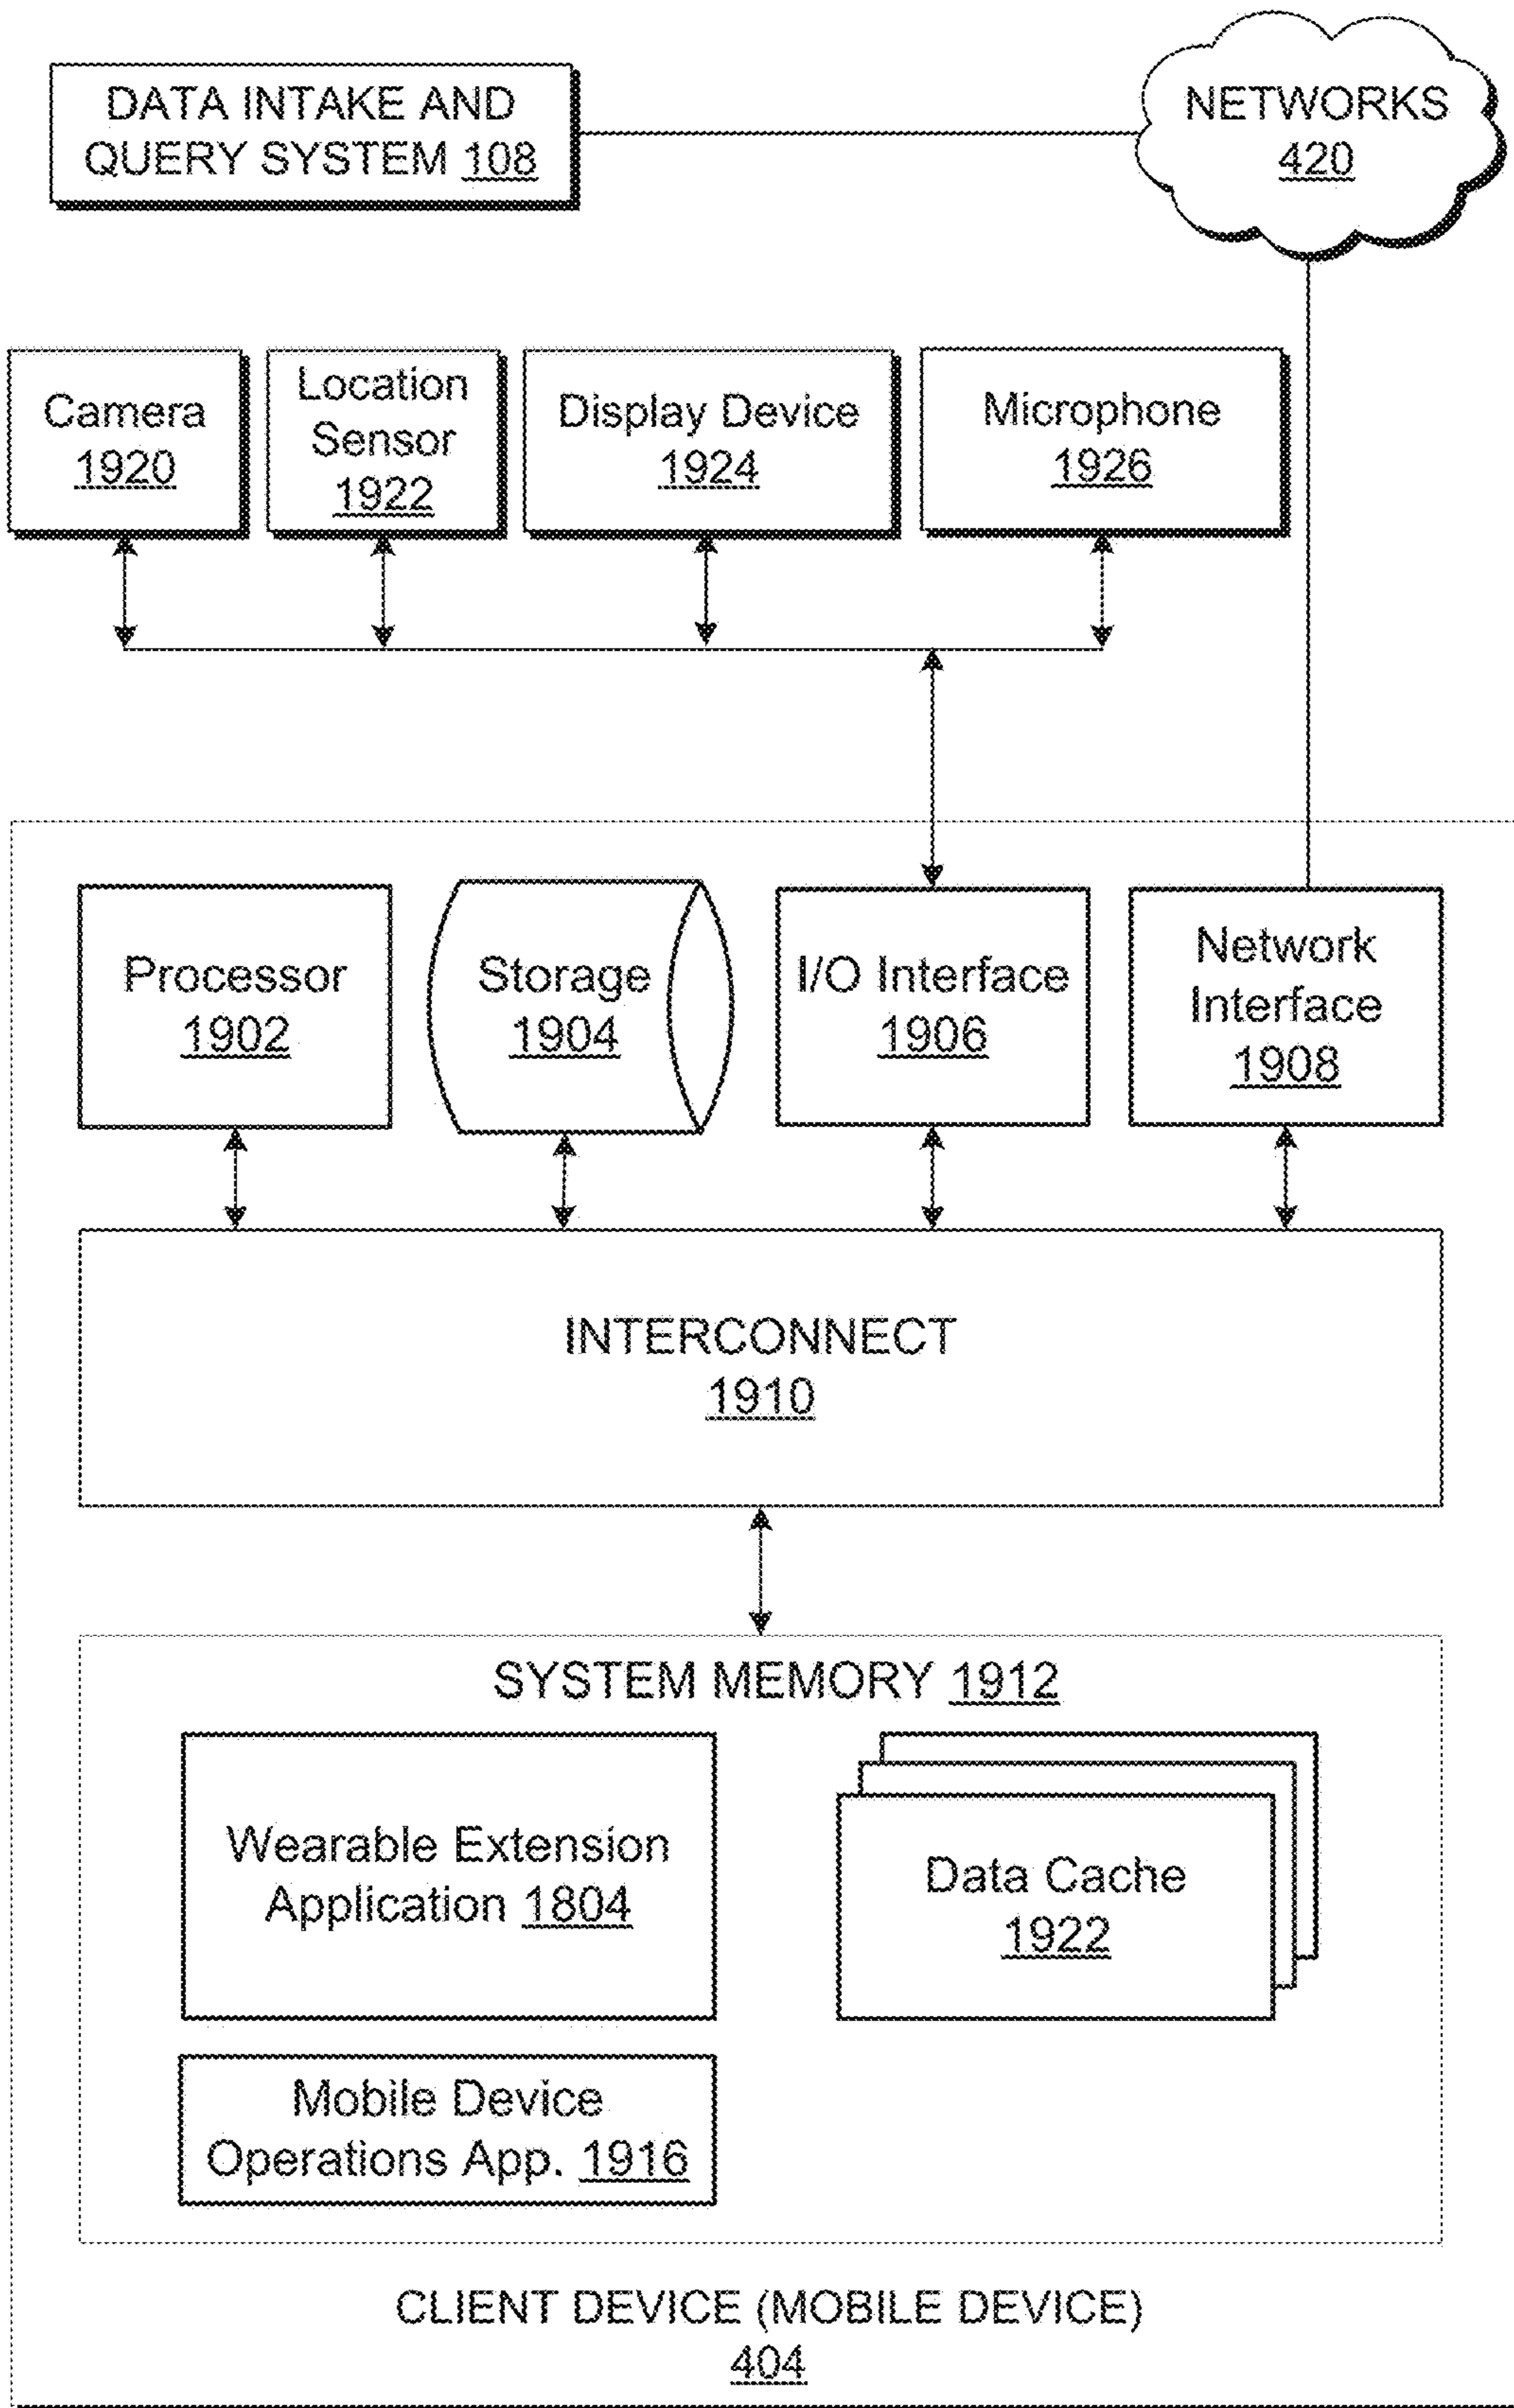 DATA INTAKE AND
QUERY SYSTEM 108
NETWORKS
420
Camera
1920
Location
Sensor
1922
Display Device
1924
Microphone
1926
Processor
1902
Storage
1904
I/O Interface
1906
Network
Interface
1908
INTERCONNECT
1910
SYSTEM MEMORY 1912
Wearable Extension
Application 1804
Data Cache
1922
Mobile Device
Operations App. 1916
CLIENT DEVICE (MOBILE DEVICE)
404